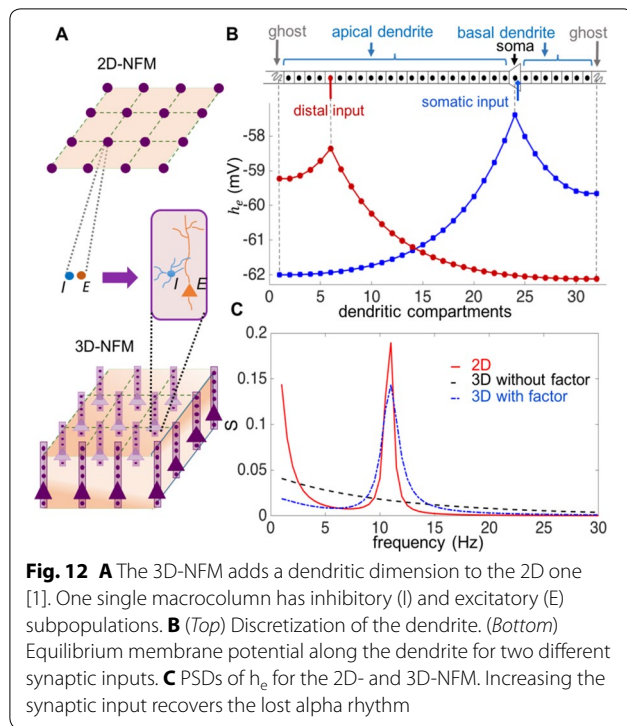 A
2D-NFM
I E
I
E
3D-NFM
B
ghost
apical dendrite
basal dendrite
ghost
soma
distal input
somatic input
-58
-59
-60
-61
-62
h_e (mV)
0 5 10 15 20 25 30
dendritic compartments
C
0.2
0.15
0.1
0.05
0
S
2D
3D without factor
3D with factor
0 5 10 15 20 25 30
frequency (Hz)
Fig. 12 A The 3D-NFM adds a dendritic dimension to the 2D one
[1]. One single macrocolumn has inhibitory (I) and excitatory (E)
subpopulations. B (Top) Discretization of the dendrite. (Bottom)
Equilibrium membrane potential along the dendrite for two different
synaptic inputs. C PSDs of h_e for the 2D- and 3D-NFM. Increasing the
synaptic input recovers the lost alpha rhythm